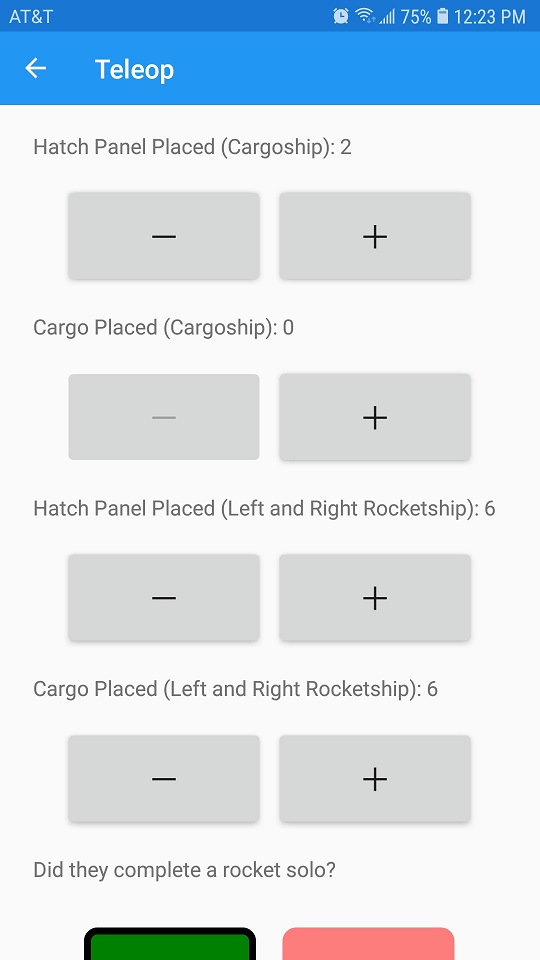 AT&T 75% 12:23 PM
Teleop
Hatch Panel Placed (Cargoship): 2
− +
Cargo Placed (Cargoship): 0
− +
Hatch Panel Placed (Left and Right Rocketship): 6
− +
Cargo Placed (Left and Right Rocketship): 6
− +
Did they complete a rocket solo?